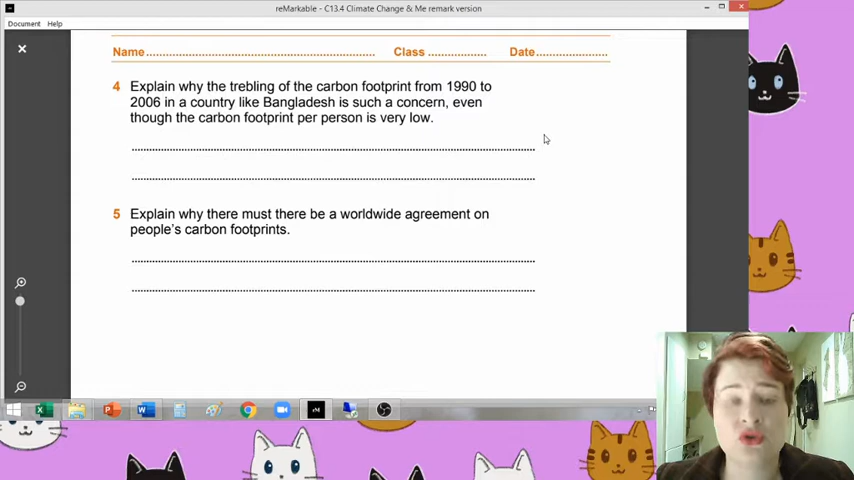 reMarkable - C13.4 Climate Change & Me remark version
Document Help
Name.................................................................... Class ................. Date.....................
4 Explain why the trebling of the carbon footprint from 1990 to
2006 in a country like Bangladesh is such a concern, even
though the carbon footprint per person is very low.
5 Explain why there must there be a worldwide agreement on
people's carbon footprints.